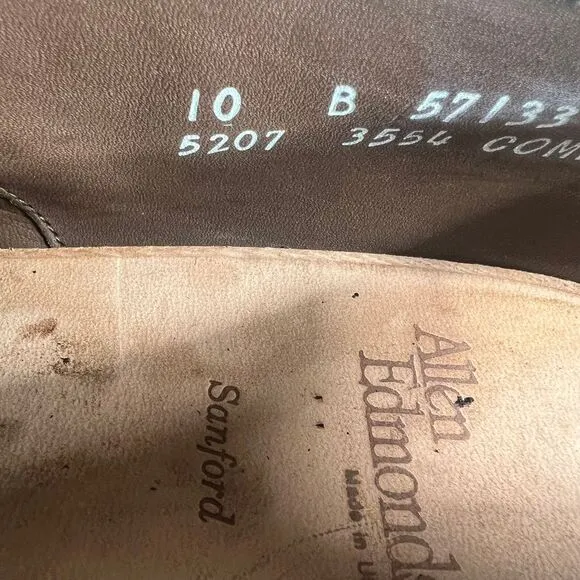 10 B 57133
5207 3554 COM
Allen
Edmonds
Made in U
Sanford